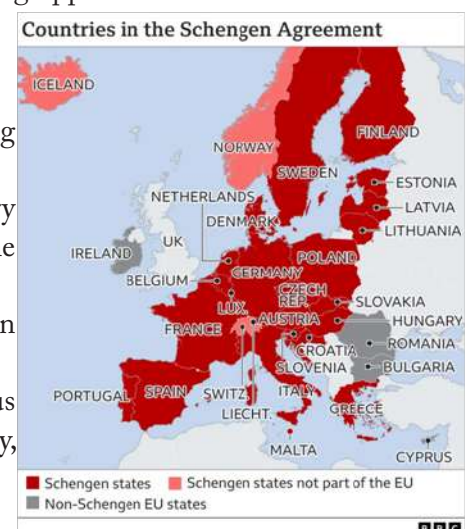 Countries in the Schengen Agreement
ICELAND
FINLAND
NORWAY
SWEDEN
ESTONIA
NETHERLANDS
LATVIA
DENMARK
LITHUANIA
IRELAND
UK
POLAND
BELGIUM
GERMANY
CZECH
REP.
SLOVAKIA
LUX.
AUSTRIA
HUNGARY
FRANCE
ROMANIA
CROATIA
SLOVENIA
BULGARIA
PORTUGAL
SPAIN
SWITZ.
ITALY
LIECHT.
GREECE
MALTA
CYPRUS
Schengen states
Schengen states not part of the EU
Non-Schengen EU states
BBC